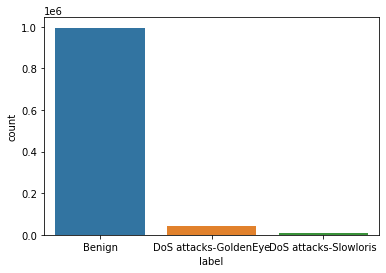 1e6
1.0
0.8
0.6
0.4
0.2
0.0
count
Benign
DoS attacks-GoldenEye
DoS attacks-Slowloris
label